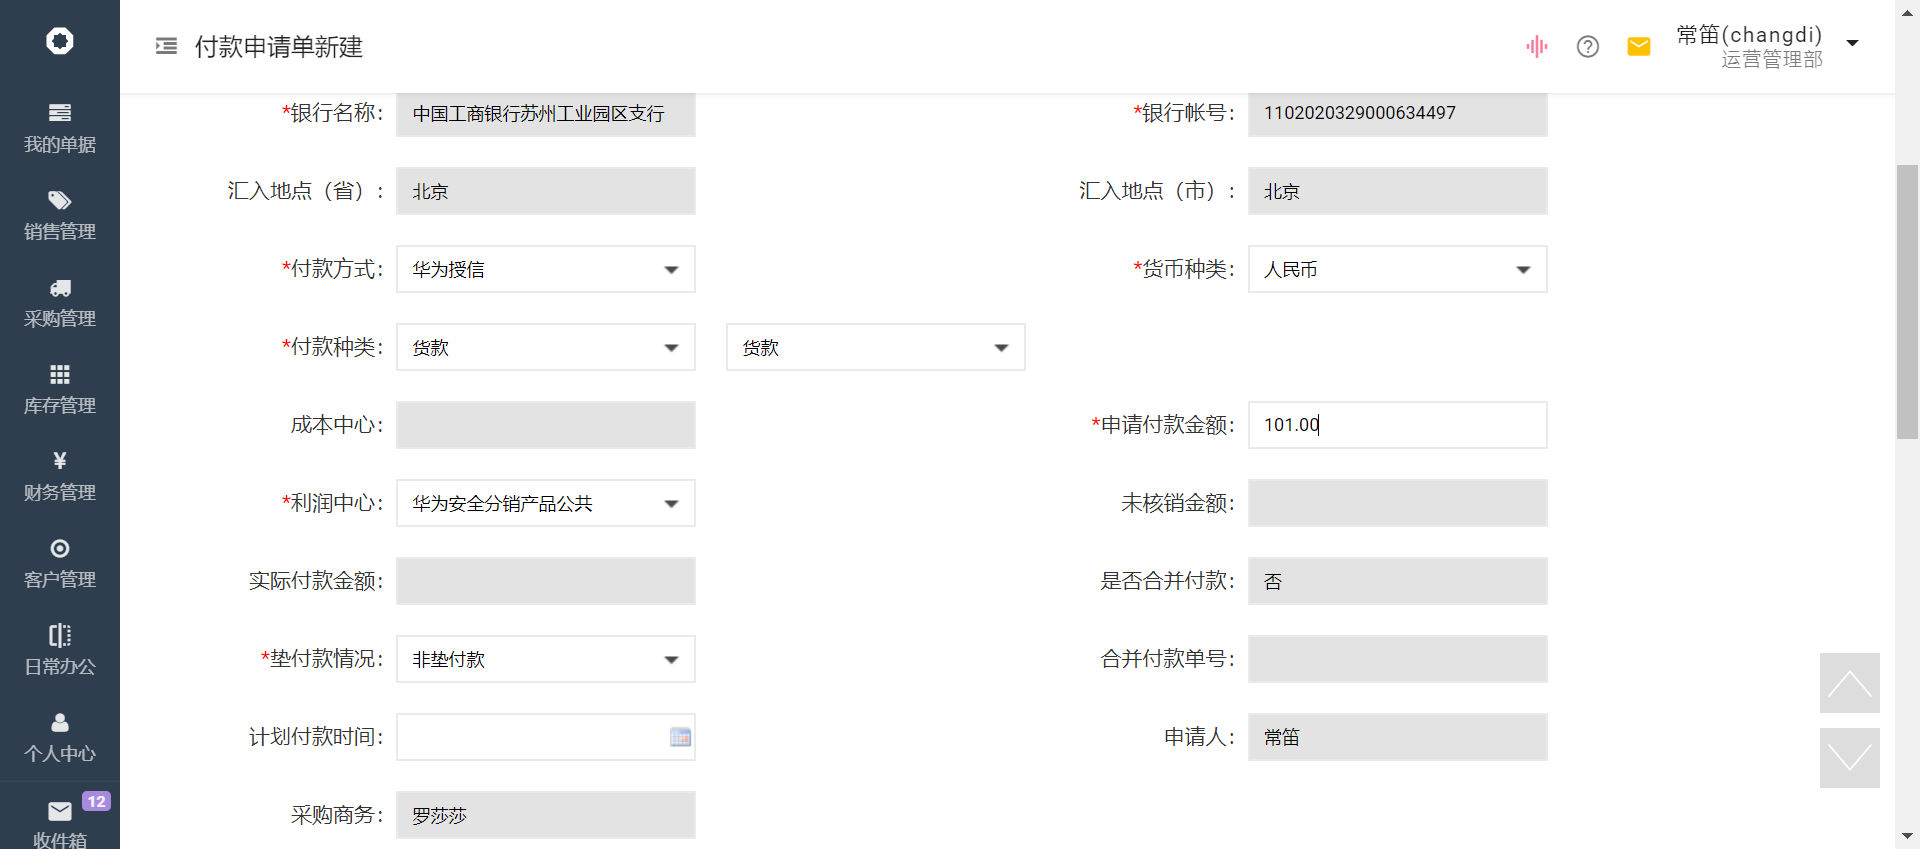 付款申请单新建
常笛(changdi)
运营管理部
我的单据
销售管理
采购管理
库存管理
¥
财务管理
客户管理
日常办公
个人中心
12
收件箱
*银行名称: 中国工商银行苏州工业园区支行 *银行帐号: 1102020329000634497
汇入地点（省）: 北京 汇入地点（市）: 北京
*付款方式: 华为授信 *货币种类: 人民币
*付款种类: 货款 货款
成本中心: *申请付款金额: 101.00
*利润中心: 华为安全分销产品公共 未核销金额:
实际付款金额: 是否合并付款: 否
*垫付款情况: 非垫付款 合并付款单号:
计划付款时间: 申请人: 常笛
采购商务: 罗莎莎